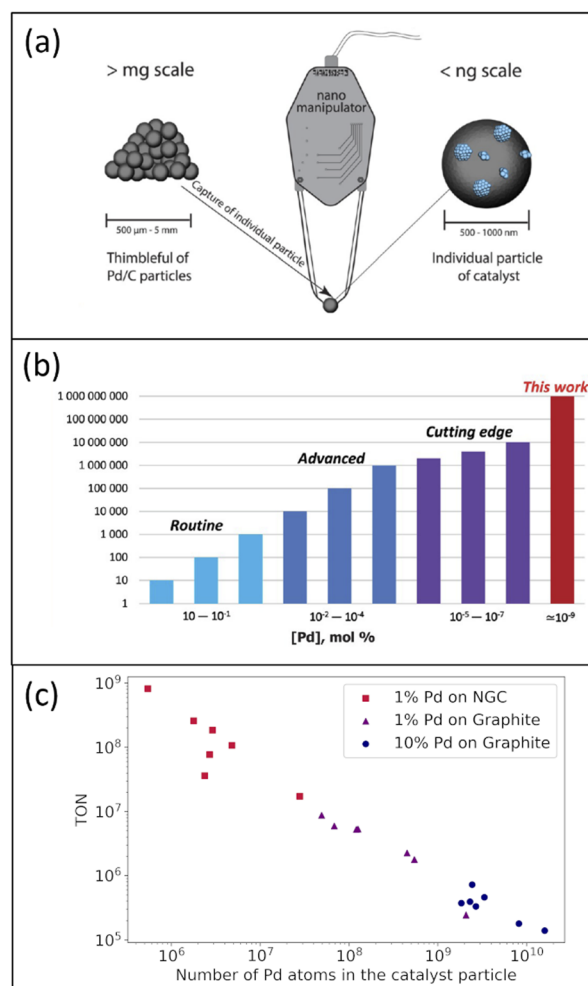 (a)
> mg scale
< ng scale
nano
manipulator
Capture of individual particle
500 µm - 5 mm
500 - 1000 nm
Thimbleful of
Pd/C particles
Individual particle
of catalyst
(b)
This work
1 000 000 000
100 000 000
10 000 000
1 000 000
100 000
10 000
1 000
100
10
1
Cutting edge
Advanced
Routine
10 — 10⁻¹
10⁻² — 10⁻⁴
10⁻⁵ — 10⁻⁷
≃10⁻⁹
[Pd], mol %
(c)
10⁹
10⁸
10⁷
10⁶
10⁵
TON
1% Pd on NGC
1% Pd on Graphite
10% Pd on Graphite
10⁶
10⁷
10⁸
10⁹
10¹⁰
Number of Pd atoms in the catalyst particle